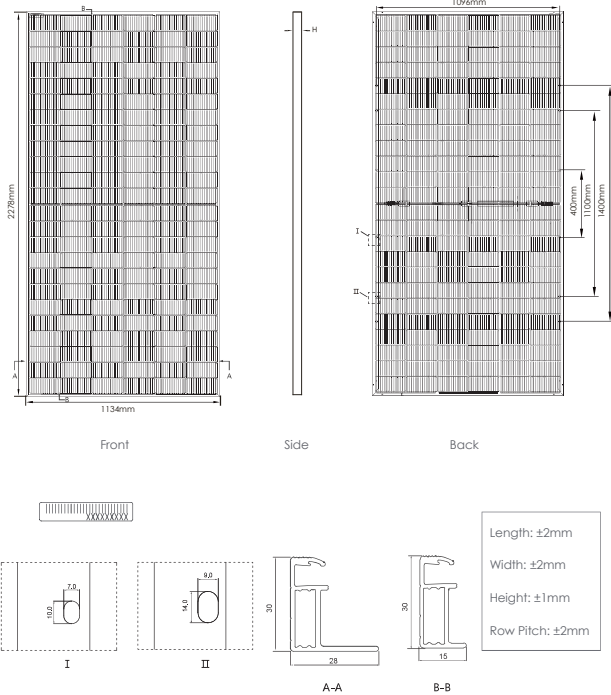 B
H
1096mm
2278mm
400mm
1100mm
1400mm
I
II
A
A
B
1134mm
Front
Side
Back
7,0
10,0
I
9,0
14,0
II
30
28
A-A
30
15
B-B
Length: ±2mm
Width: ±2mm
Height: ±1mm
Row Pitch: ±2mm